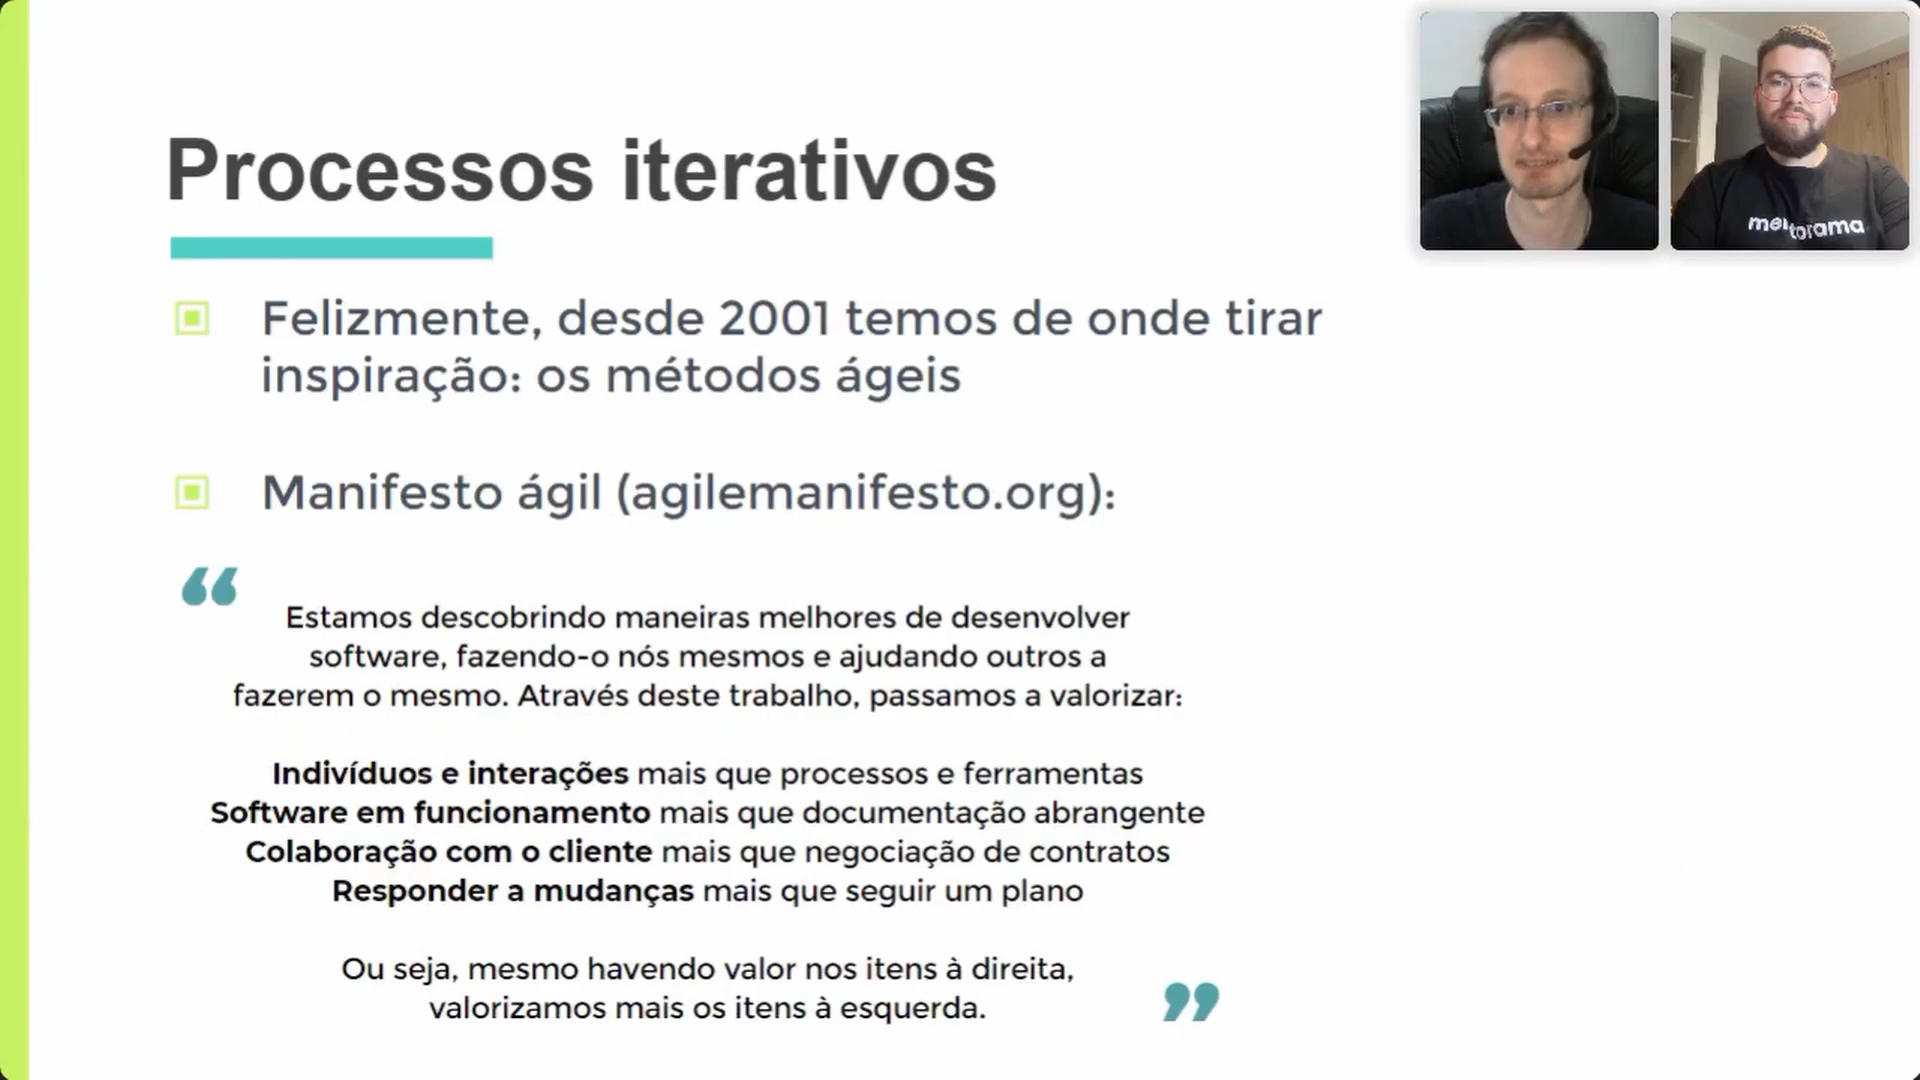 Processos iterativos
Felizmente, desde 2001 temos de onde tirar
inspiração: os métodos ágeis
Manifesto ágil (agilemanifesto.org):
“
Estamos descobrindo maneiras melhores de desenvolver
software, fazendo-o nós mesmos e ajudando outros a
fazerem o mesmo. Através deste trabalho, passamos a valorizar:
Indivíduos e interações mais que processos e ferramentas
Software em funcionamento mais que documentação abrangente
Colaboração com o cliente mais que negociação de contratos
Responder a mudanças mais que seguir um plano
Ou seja, mesmo havendo valor nos itens à direita,
valorizamos mais os itens à esquerda.
”
mentorama